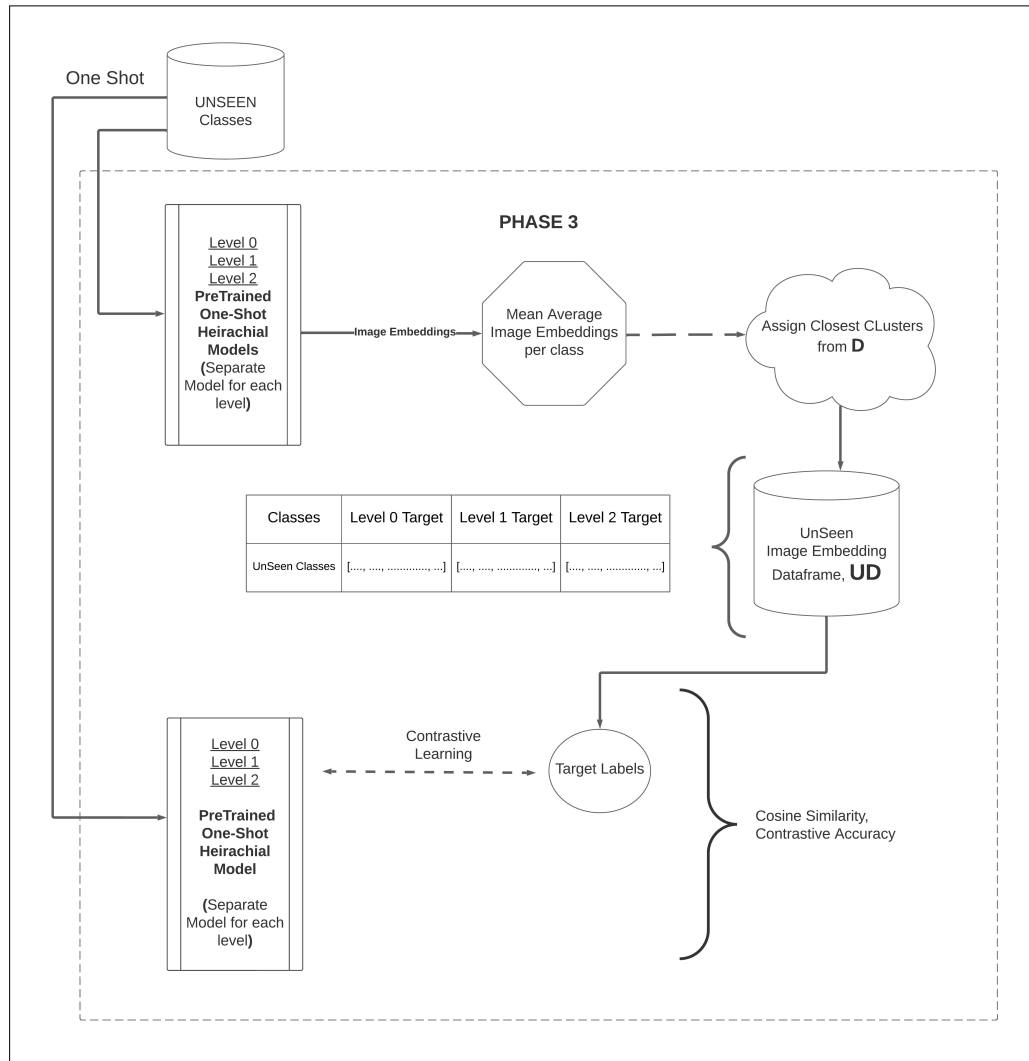 One Shot
UNSEEN
Classes
PHASE 3
Level 0
Level 1
Level 2
PreTrained
One-Shot
Heirachial
Models
(Separate
Model for each
level)
Image Embeddings
Mean Average
Image Embeddings
per class
Assign Closest CLusters
from D
Classes
Level 0 Target
Level 1 Target
Level 2 Target
UnSeen Classes
[...., ...., ............., ...]
[...., ...., ............., ...]
[...., ...., ............., ...]
UnSeen
Image Embedding
Dataframe, UD
Level 0
Level 1
Level 2
PreTrained
One-Shot
Heirachial
Model
(Separate
Model for each
level)
Contrastive
Learning
Target Labels
Cosine Similarity,
Contrastive Accuracy